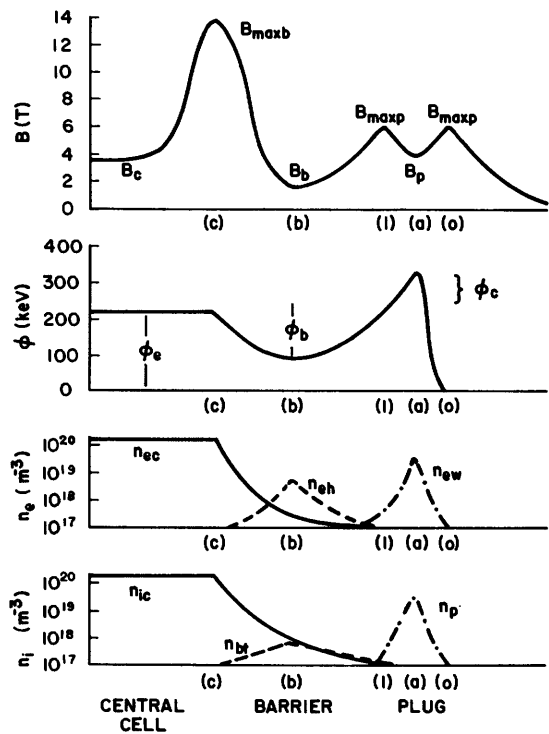 14
12
10
8
6
4
2
0
B(T)
B_c
B_maxb
B_b
B_maxp
B_p
B_maxp
(c) (b) (I) (a) (o)
400
300
200
100
0
ϕ (keV)
ϕ_e
ϕ_b
} ϕ_c
(c) (b) (I) (a) (o)
10^20
10^19
10^18
10^17
n_e (m^-3)
n_ec
n_eh
n_ew
(c) (b) (I) (a) (o)
10^20
10^19
10^18
10^17
n_i (m^-3)
n_ic
n_bt
n_p
(c) (b) (I) (a) (o)
CENTRAL CELL
BARRIER
PLUG